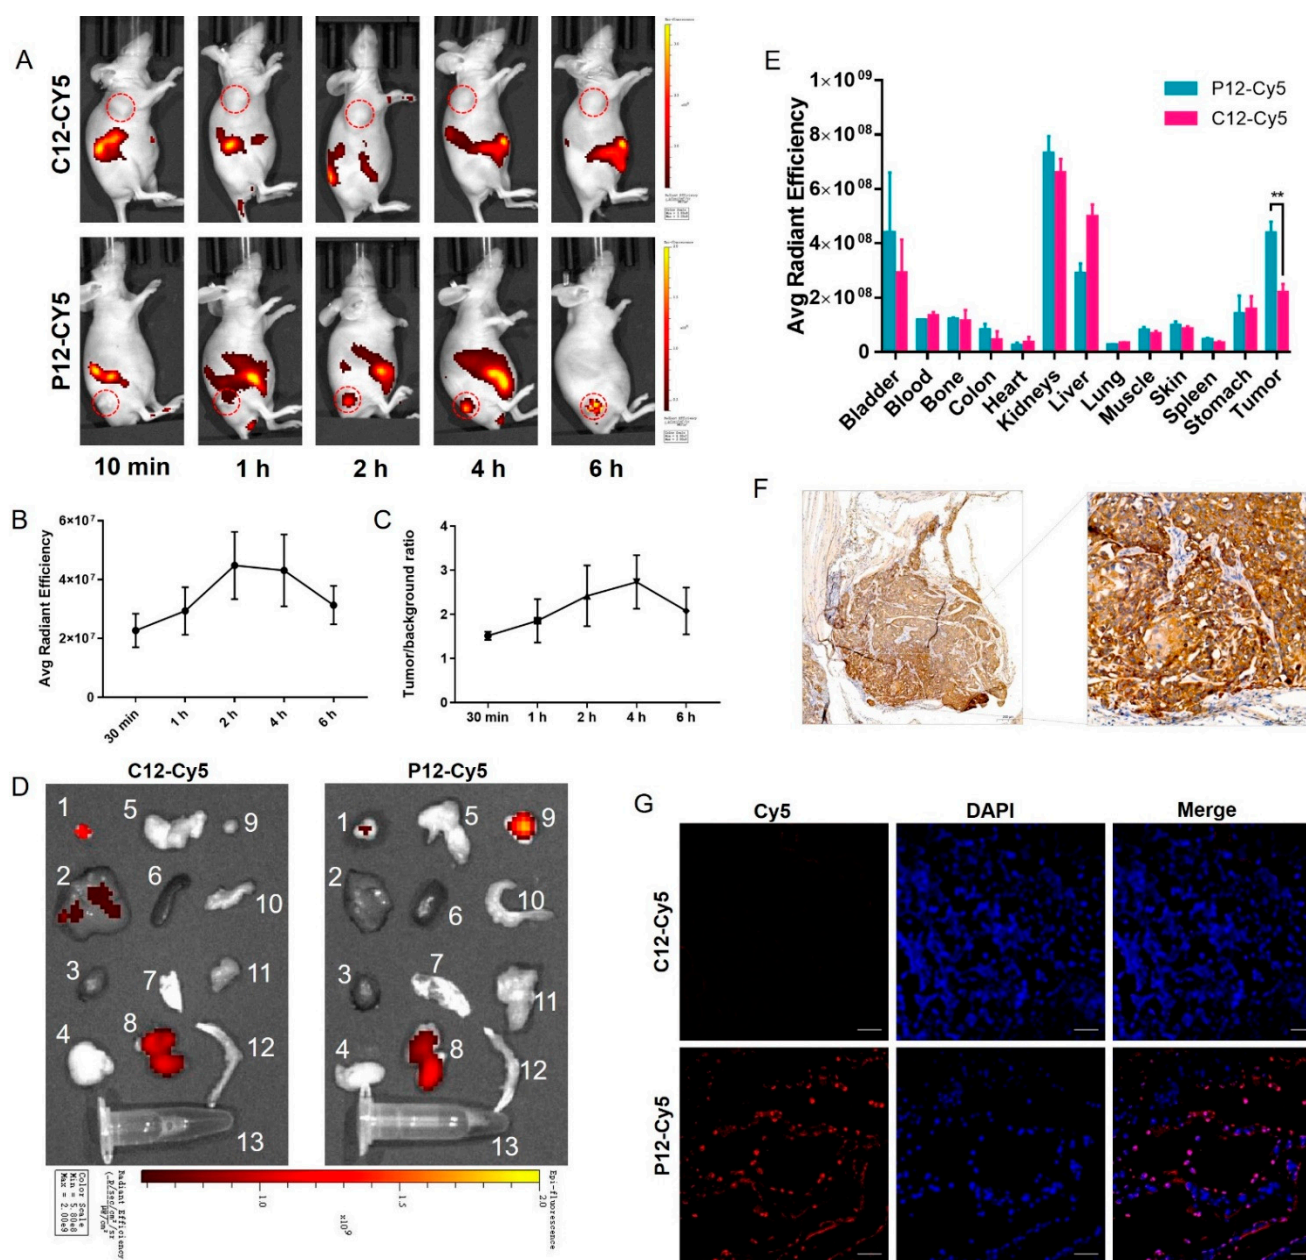 A
C12-CY5
P12-CY5
10 min
1 h
2 h
4 h
6 h
B
Avg Radiant Efficiency
6×10⁷
4×10⁷
2×10⁷
0
30 min
1 h
2 h
4 h
6 h
C
Tumor/background ratio
4
3
2
1
0
30 min
1 h
2 h
4 h
6 h
D
C12-Cy5
1
5
9
2
6
10
3
7
11
4
8
12
13
P12-Cy5
1
5
9
2
6
10
3
7
11
4
8
12
13
Color Scale
Min = 5.80e8
Max = 2.00e9
Radiant Efficiency
1.0
1.5
2.0
x10⁹
Epi-fluorescence
E
Avg Radiant Efficiency
1×10⁰⁹
8×10⁰⁸
6×10⁰⁸
4×10⁰⁸
2×10⁰⁸
0
P12-Cy5
C12-Cy5
**
Bladder
Blood
Bone
Colon
Heart
Kidneys
Liver
Lung
Muscle
Skin
Spleen
Stomach
Tumor
F
G
Cy5
DAPI
Merge
C12-Cy5
P12-Cy5